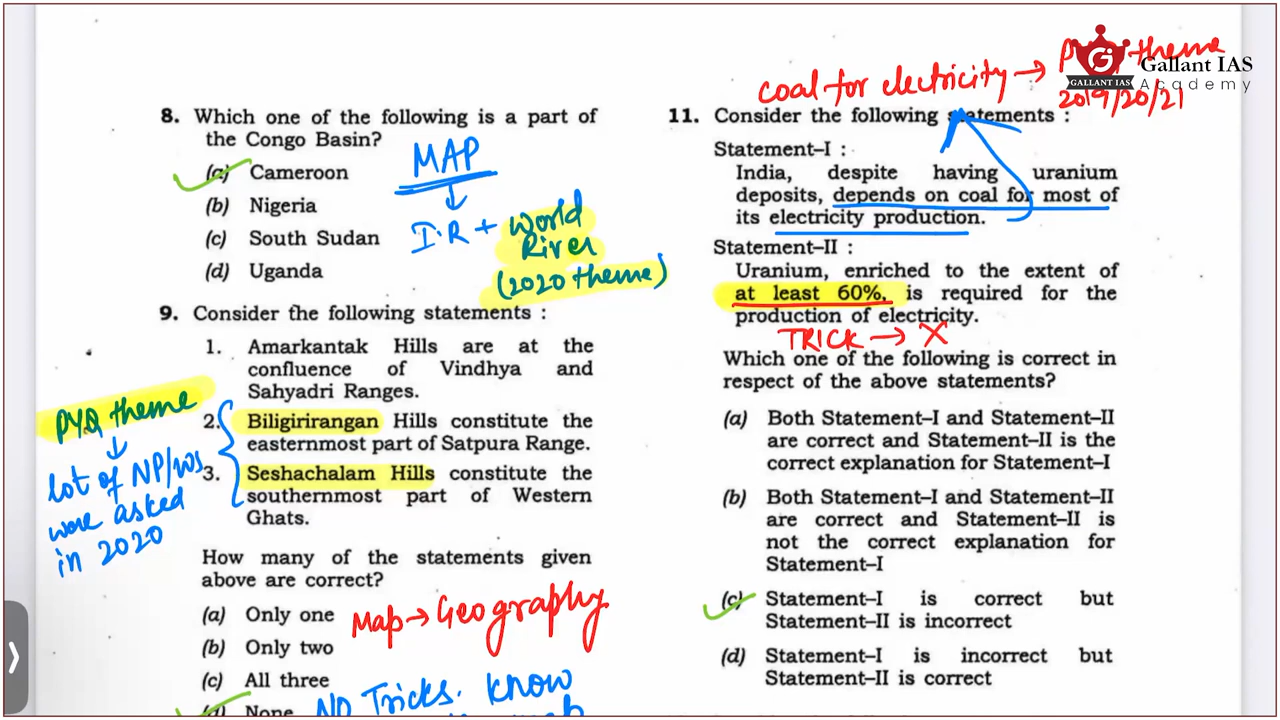 coal for electricity → P theme
2019/20/21
Gallant IAS
Academy
GALLANT IAS
8. Which one of the following is a part of
the Congo Basin?
(a) Cameroon
(b) Nigeria
(c) South Sudan
(d) Uganda
MAP
↓
I.R + World
River
(2020 theme)
9. Consider the following statements :
1. Amarkantak Hills are at the
confluence of Vindhya and
Sahyadri Ranges.
2. Biligirirangan Hills constitute the
easternmost part of Satpura Range.
3. Seshachalam Hills constitute the
southernmost part of Western
Ghats.
PYQ theme
↓
lot of NP/WS
were asked
in 2020
How many of the statements given
above are correct?
(a) Only one
(b) Only two
(c) All three
(d) None
Map → Geography
NO Tricks. Know
11. Consider the following statements :
Statement–I :
India, despite having uranium
deposits, depends on coal for most of
its electricity production.
Statement–II :
Uranium, enriched to the extent of
at least 60%, is required for the
production of electricity.
TRICK → X
Which one of the following is correct in
respect of the above statements?
(a) Both Statement–I and Statement–II
are correct and Statement–II is the
correct explanation for Statement–I
(b) Both Statement–I and Statement–II
are correct and Statement–II is
not the correct explanation for
Statement–I
(c) Statement–I is correct but
Statement–II is incorrect
(d) Statement–I is incorrect but
Statement–II is correct